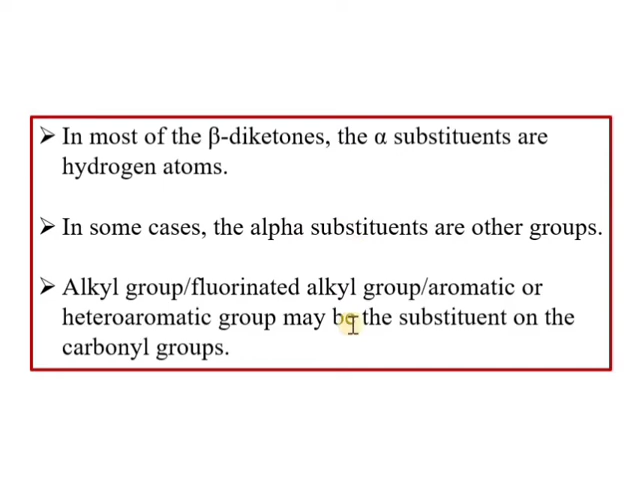 ➤ In most of the β-diketones, the α substituents are
hydrogen atoms.
➤ In some cases, the alpha substituents are other groups.
➤ Alkyl group/fluorinated alkyl group/aromatic or
heteroaromatic group may be the substituent on the
carbonyl groups.